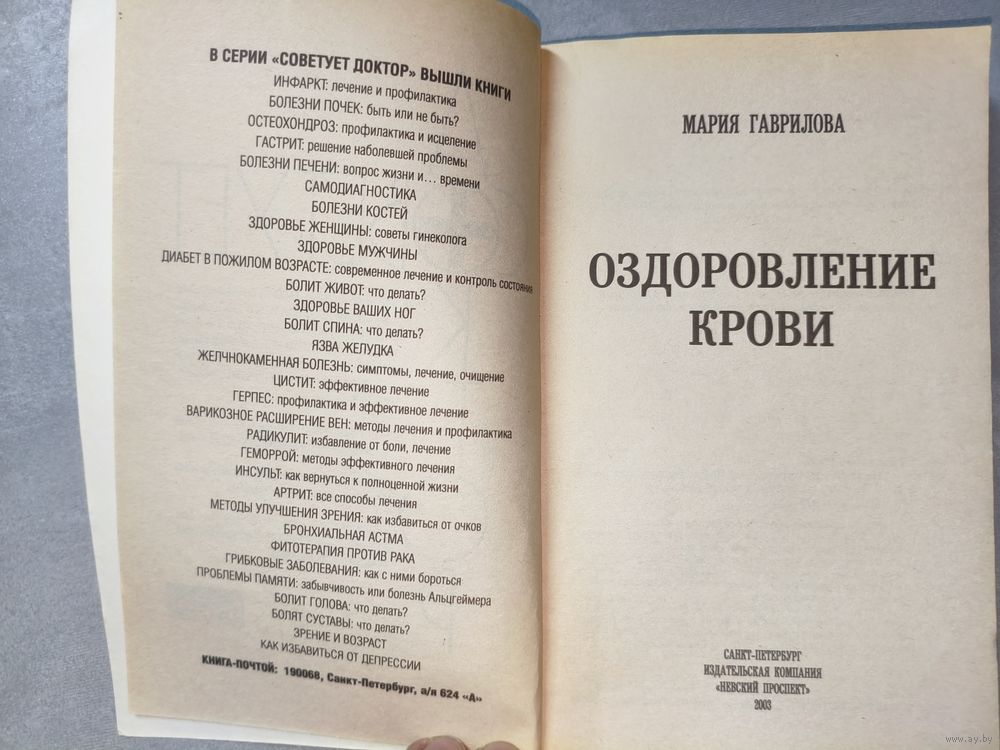 В СЕРИИ «СОВЕТУЕТ ДОКТОР» ВЫШЛИ КНИГИ
ИНФАРКТ: лечение и профилактика
БОЛЕЗНИ ПОЧЕК: быть или не быть?
ОСТЕОХОНДРОЗ: профилактика и исцеление
ГАСТРИТ: решение наболевшей проблемы
БОЛЕЗНИ ПЕЧЕНИ: вопрос жизни и... времени
САМОДИАГНОСТИКА
БОЛЕЗНИ КОСТЕЙ
ЗДОРОВЬЕ ЖЕНЩИНЫ: советы гинеколога
ЗДОРОВЬЕ МУЖЧИНЫ
ДИАБЕТ В ПОЖИЛОМ ВОЗРАСТЕ: современное лечение и контроль состояния
БОЛИТ ЖИВОТ: что делать?
ЗДОРОВЬЕ ВАШИХ НОГ
БОЛИТ СПИНА: что делать?
ЯЗВА ЖЕЛУДКА
ЖЕЛЧНОКАМЕННАЯ БОЛЕЗНЬ: симптомы, лечение, очищение
ЦИСТИТ: эффективное лечение
ГЕРПЕС: профилактика и эффективное лечение
ВАРИКОЗНОЕ РАСШИРЕНИЕ ВЕН: методы лечения и профилактика
РАДИКУЛИТ: избавление от боли, лечение
ГЕМОРРОЙ: методы эффективного лечения
ИНСУЛЬТ: как вернуться к полноценной жизни
АРТРИТ: все способы лечения
МЕТОДЫ УЛУЧШЕНИЯ ЗРЕНИЯ: как избавиться от очков
БРОНХИАЛЬНАЯ АСТМА
ФИТОТЕРАПИЯ ПРОТИВ РАКА
ГРИБКОВЫЕ ЗАБОЛЕВАНИЯ: как с ними бороться
ПРОБЛЕМЫ ПАМЯТИ: забывчивость или болезнь Альцгеймера
БОЛИТ ГОЛОВА: что делать?
БОЛЯТ СУСТАВЫ: что делать?
ЗРЕНИЕ И ВОЗРАСТ
КАК ИЗБАВИТЬСЯ ОТ ДЕПРЕССИИ
КНИГА-ПОЧТОЙ: 190068, Санкт-Петербург, а/я 624 «Д»
МАРИЯ ГАВРИЛОВА
ОЗДОРОВЛЕНИЕ
КРОВИ
САНКТ-ПЕТЕРБУРГ
ИЗДАТЕЛЬСКАЯ КОМПАНИЯ
«НЕВСКИЙ ПРОСПЕКТ»
2003
www.ay.by